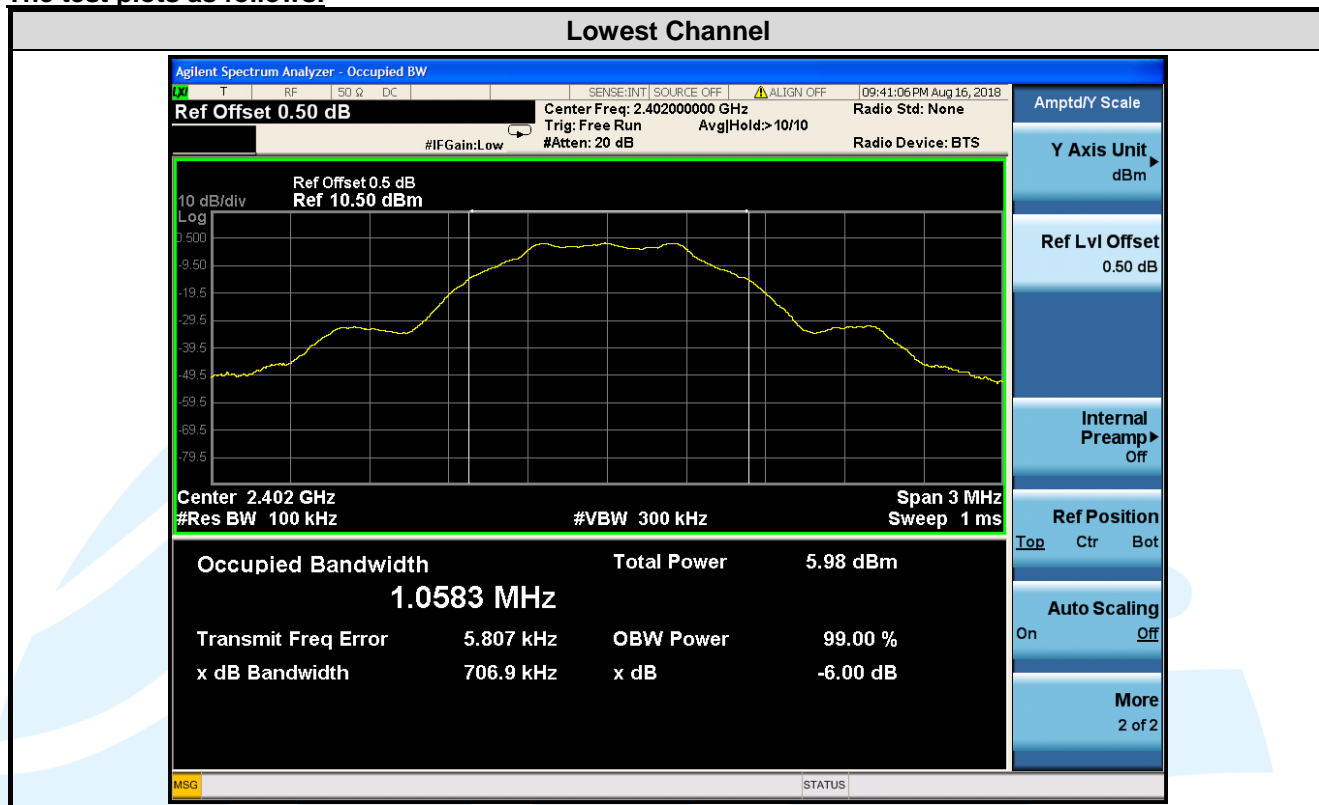 The test plots as follows:
Lowest Channel
Agilent Spectrum Analyzer - Occupied BW
LXI T RF 50 Ω DC SENSE:INT SOURCE OFF ALIGN OFF 09:41:06 PM Aug 16, 2018
Ref Offset 0.50 dB Center Freq: 2.402000000 GHz Radio Std: None
Trig: Free Run Avg|Hold:>10/10
#IFGain:Low #Atten: 20 dB Radio Device: BTS
Ref Offset 0.5 dB
10 dB/div Ref 10.50 dBm
Log
0.500
-9.50
-19.5
-29.5
-39.5
-49.5
-59.5
-69.5
-79.5
Center 2.402 GHz Span 3 MHz
#Res BW 100 kHz #VBW 300 kHz Sweep 1 ms
Occupied Bandwidth Total Power 5.98 dBm
1.0583 MHz
Transmit Freq Error 5.807 kHz OBW Power 99.00 %
x dB Bandwidth 706.9 kHz x dB -6.00 dB
MSG STATUS
Amptd/Y Scale
Y Axis Unit
dBm
Ref Lvl Offset
0.50 dB
Internal
Preamp
Off
Ref Position
Top Ctr Bot
Auto Scaling
On Off
More
2 of 2